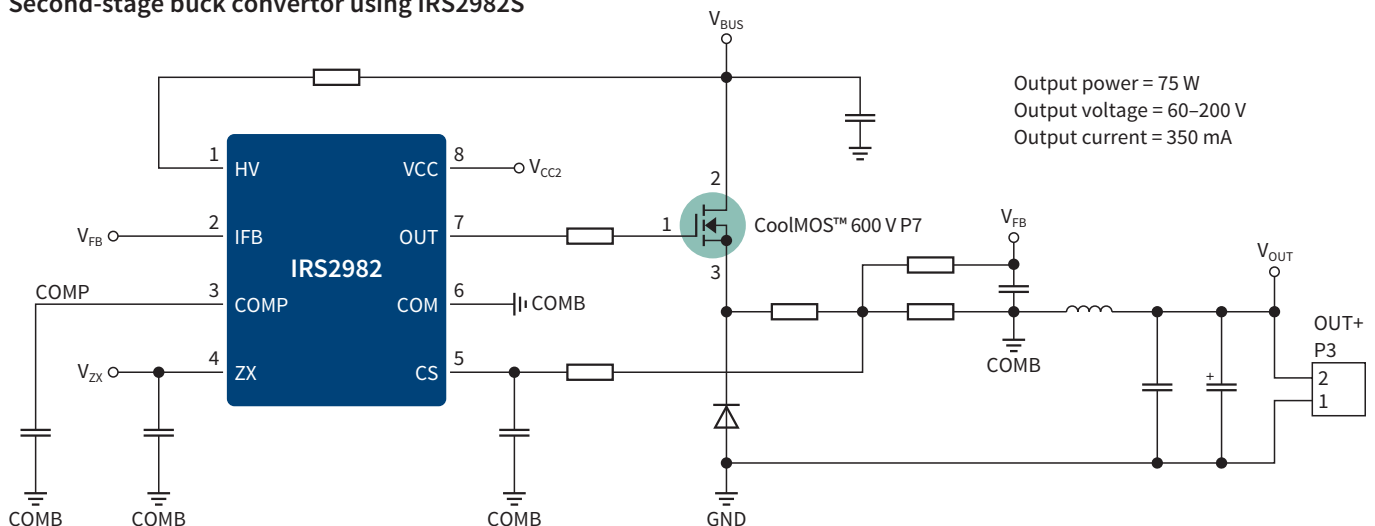 Second-stage buck convertor using IRS2982S
VBUS
Output power = 75 W
Output voltage = 60–200 V
Output current = 350 mA
1 HV
VCC 8
VCC2
2
VFB
2 IFB
OUT 7
1
CoolMOS™ 600 V P7
VFB
VOUT
IRS2982
3
COMP
3 COMP
COM 6
COMB
OUT+
P3
VZX
4 ZX
CS 5
COMB
2
+
1
COMB
COMB
COMB
GND